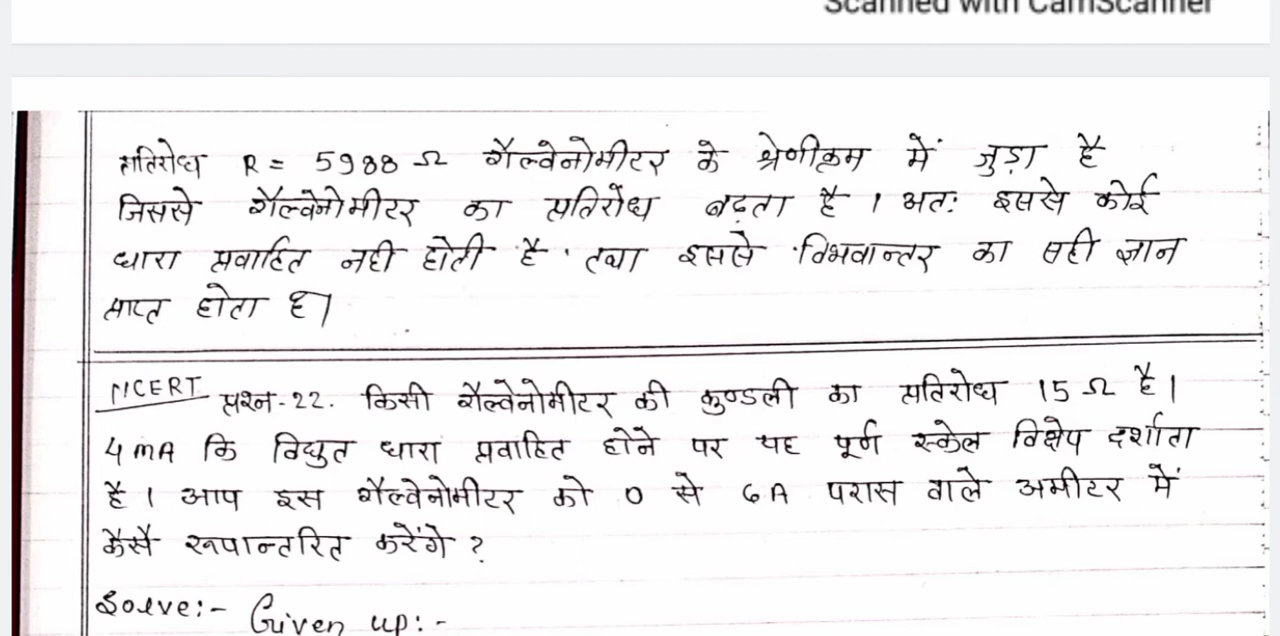 Scanned with CamScanner
प्रतिरोध R = 5988 Ω गैल्वेनोमीटर के श्रेणीक्रम में जुड़ा है
जिससे गैल्वेनोमीटर का प्रतिरोध बढ़ता है । अतः इससे कोई
धारा प्रवाहित नही होती है । तथा इससे विभवान्तर का सही ज्ञान
प्राप्त होता है।
NCERT प्रश्न-22. किसी गैल्वेनोमीटर की कुण्डली का प्रतिरोध 15 Ω है।
4 mA कि विद्युत धारा प्रवाहित होने पर यह पूर्ण स्केल विक्षेप दर्शाता
है । आप इस गैल्वेनोमीटर को 0 से 6A परास वाले अमीटर में
कैसै रूपान्तरित करेंगे ?
Solve:- Given up:-